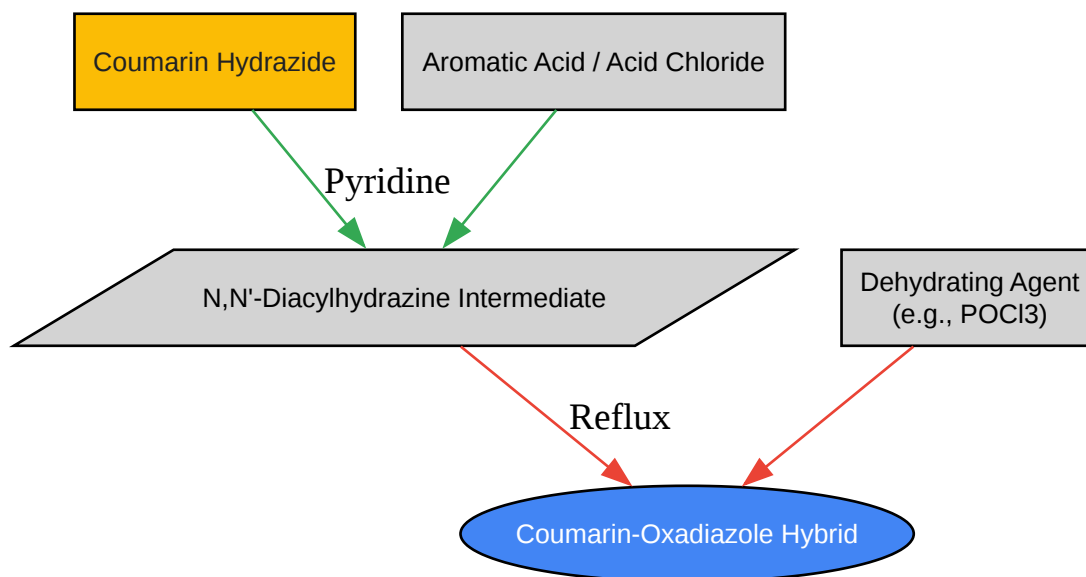 Coumarin Hydrazide
Aromatic Acid / Acid Chloride
Pyridine
N,N'-Diacylhydrazine Intermediate
Dehydrating Agent
(e.g., POCl3)
Reflux
Coumarin-Oxadiazole Hybrid